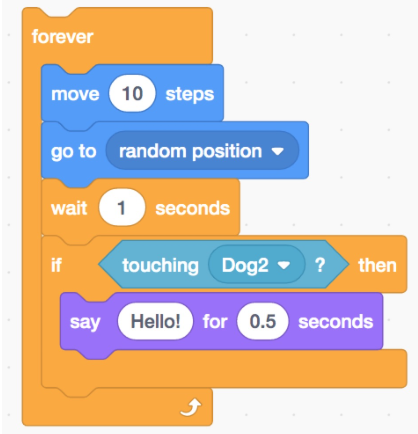 forever
move 10 steps
go to random position
wait 1 seconds
if touching Dog2 ? then
say Hello! for 0.5 seconds